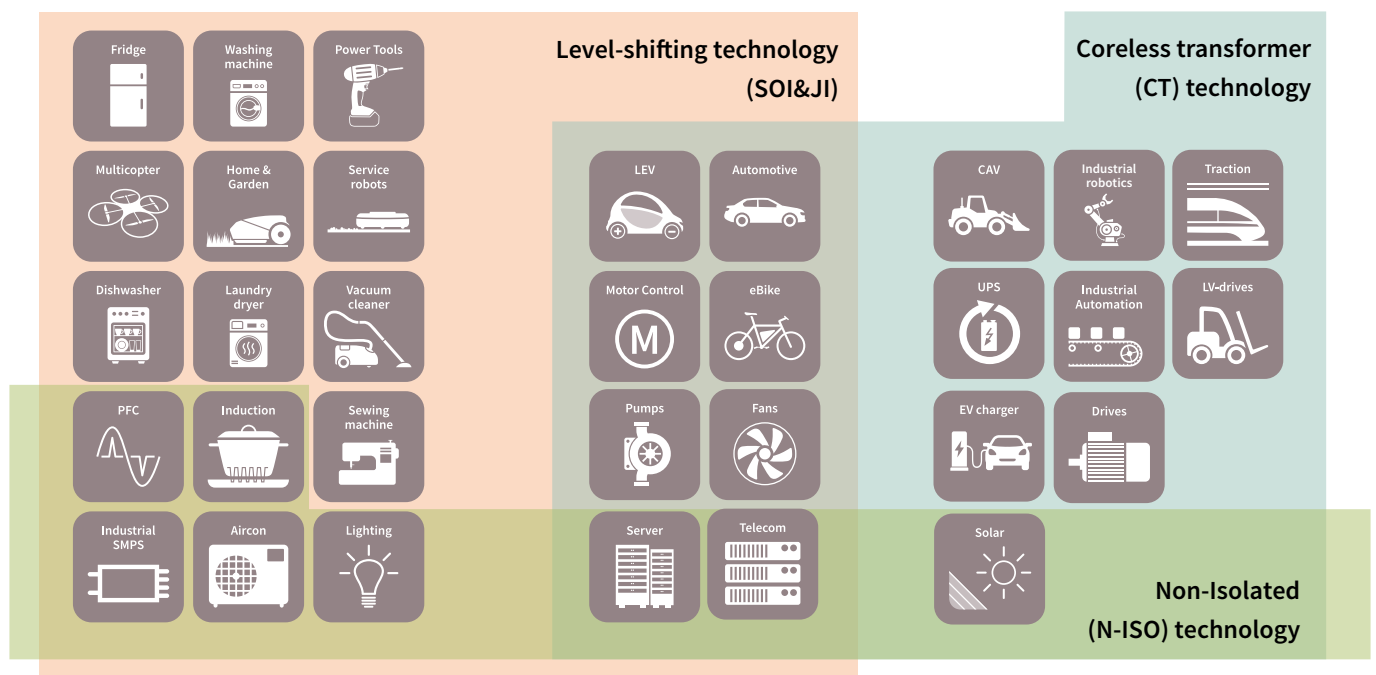 Level-shifting technology
(SOI&JI)
Coreless transformer
(CT) technology
Fridge
Washing
machine
Power Tools
Multicopter
Home &
Garden
Service
robots
LEV
Automotive
CAV
Industrial
robotics
Traction
Dishwasher
Laundry
dryer
Vacuum
cleaner
Motor Control
M
eBike
UPS
Industrial
Automation
LV-drives
PFC
Induction
Sewing
machine
Pumps
Fans
EV charger
Drives
Industrial
SMPS
Aircon
Lighting
Server
Telecom
Solar
Non-Isolated
(N-ISO) technology